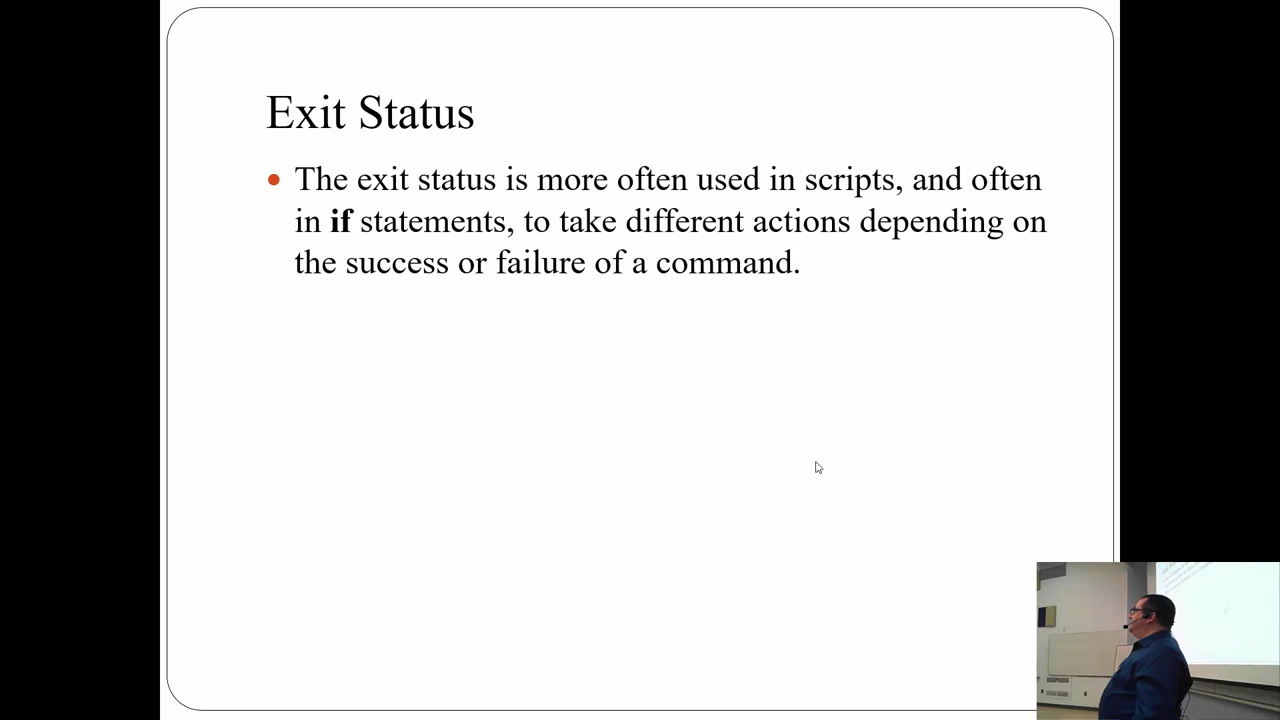 Exit Status
The exit status is more often used in scripts, and often
in if statements, to take different actions depending on
the success or failure of a command.